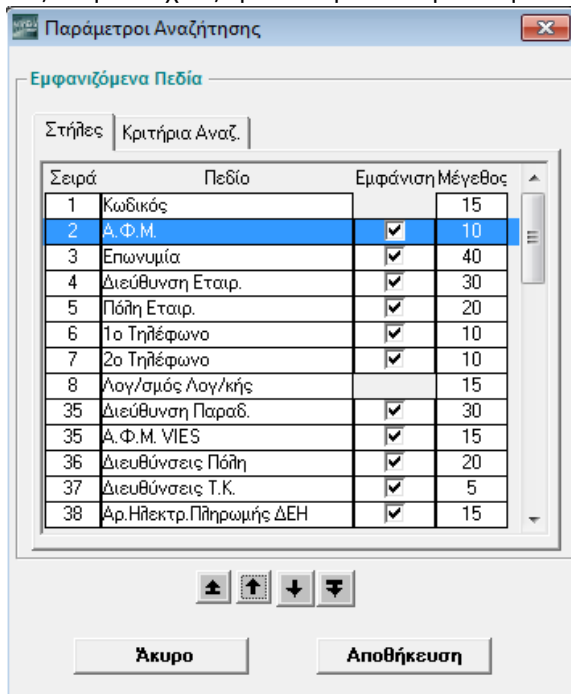 Παράμετροι Αναζήτησης
Εμφανιζόμενα Πεδία
Στήλες Κριτήρια Αναζ.
Σειρά Πεδίο Εμφάνιση Μέγεθος
1 Κωδικός 15
2 Α.Φ.Μ. 10
3 Επωνυμία 40
4 Διεύθυνση Εταιρ. 30
5 Πόλη Εταιρ. 20
6 1ο Τηλέφωνο 10
7 2ο Τηλέφωνο 10
8 Λογ/σμός Λογ/κής 15
35 Διεύθυνση Παραδ. 30
35 Α.Φ.Μ. VIES 15
36 Διευθύνσεις Πόλη 20
37 Διευθύνσεις Τ.Κ. 5
38 Αρ.Ηλεκτρ.Πληρωμής ΔΕΗ 15
Άκυρο Αποθήκευση